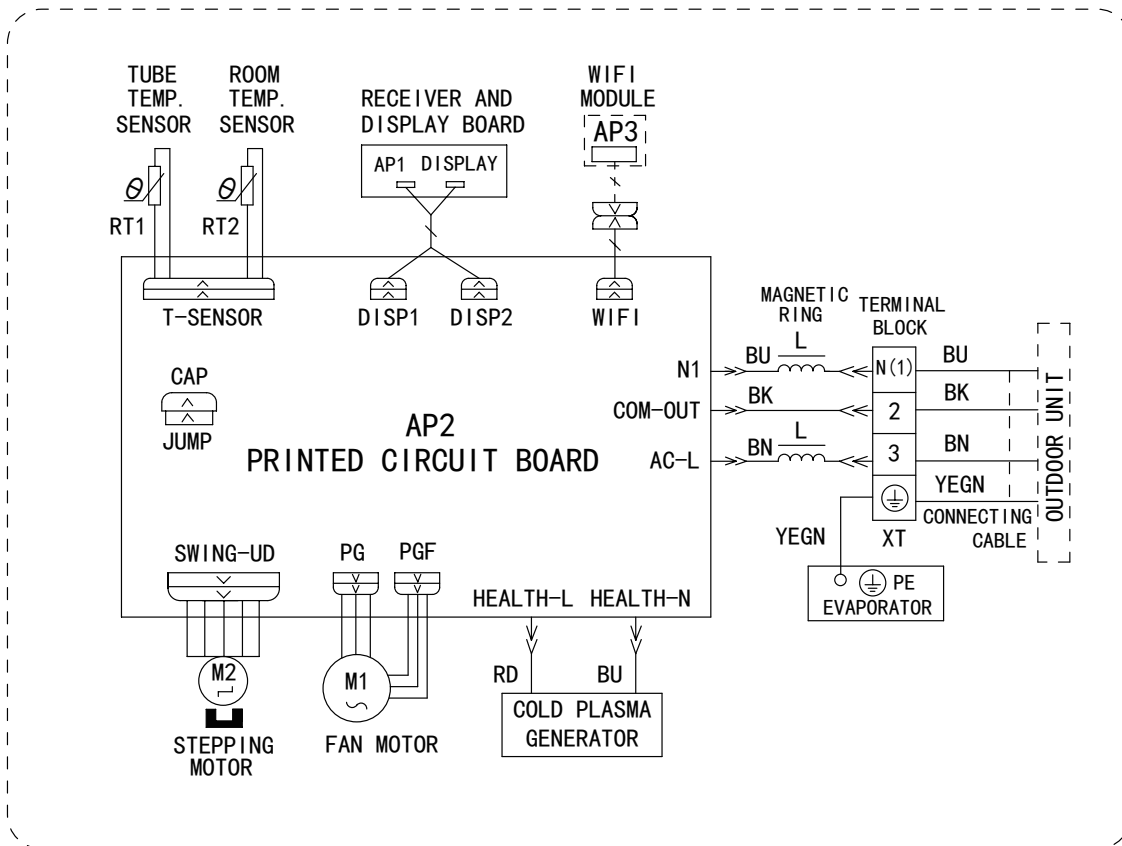 TUBE
TEMP.
SENSOR
ROOM
TEMP.
SENSOR
RECEIVER AND
DISPLAY BOARD
AP1 DISPLAY
WIFI
MODULE
AP3
θ
RT1
θ
RT2
T-SENSOR
DISP1
DISP2
WIFI
MAGNETIC
RING
TERMINAL
BLOCK
CAP
JUMP
AP2
PRINTED CIRCUIT BOARD
N1
BU
L
N(1)
BU
COM-OUT
BK
2
BK
AC-L
BN
L
3
BN
YEGN
XT
CONNECTING
CABLE
OUTDOOR UNIT
YEGN
PE
EVAPORATOR
SWING-UD
PG
PGF
HEALTH-L
HEALTH-N
M2
STEPPING
MOTOR
M1
FAN MOTOR
RD
BU
COLD PLASMA
GENERATOR